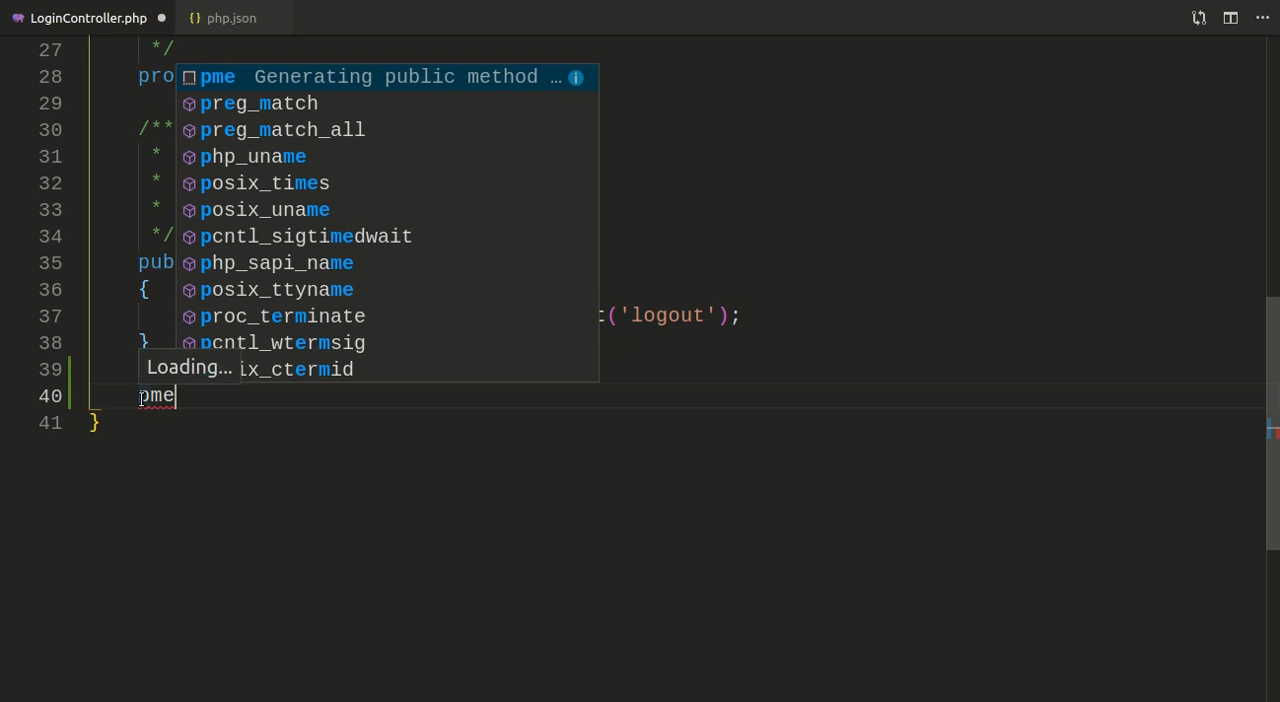 LoginController.php
php.json
27 */
28 pro
29
30 /**
31 *
32 *
33 *
34 */
35 pub
36 {
37 ('logout');
38 }
39
40 pme
41 }
pme Generating public method …
preg_match
preg_match_all
php_uname
posix_times
posix_uname
pcntl_sigtimedwait
php_sapi_name
posix_ttyname
proc_terminate
pcntl_wtermsig
ix_ctermid
Loading...